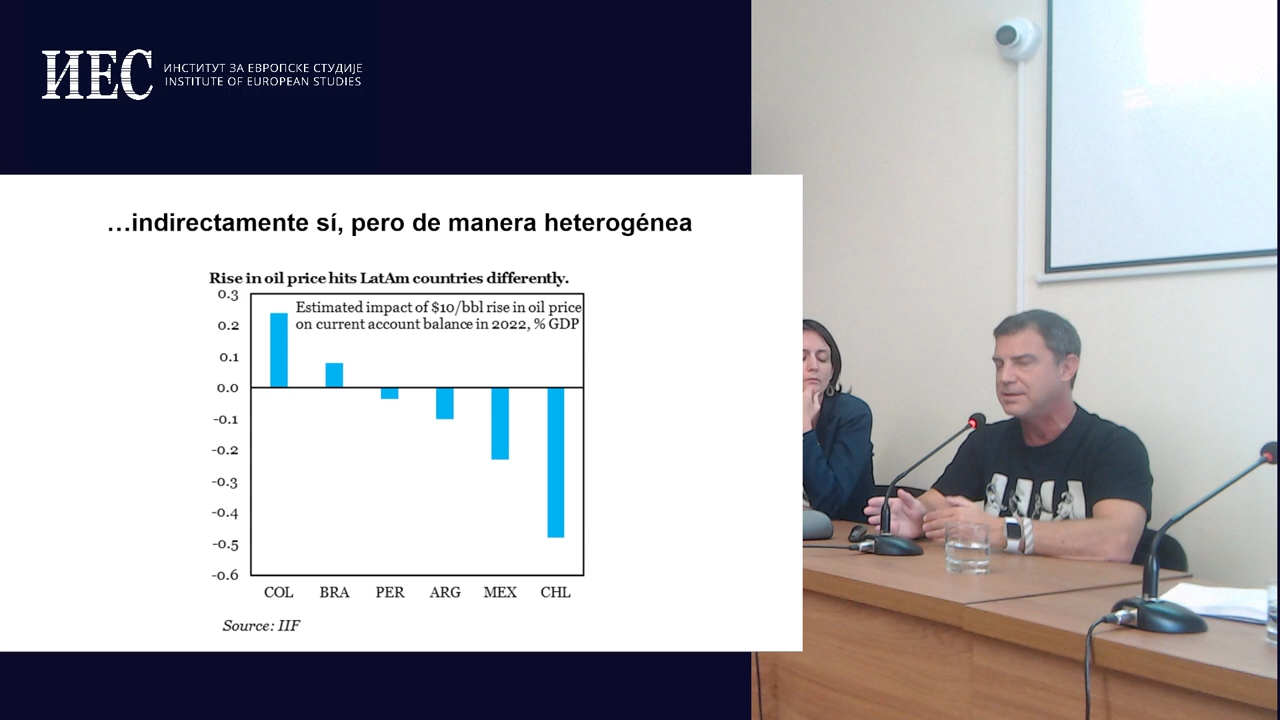 ИЕС
ИНСТИТУТ ЗА ЕВРОПСКЕ СТУДИЈЕ
INSTITUTE OF EUROPEAN STUDIES
…indirectamente sí, pero de manera heterogénea
Rise in oil price hits LatAm countries differently.
Estimated impact of $10/bbl rise in oil price
on current account balance in 2022, % GDP
0.3
0.2
0.1
0.0
-0.1
-0.2
-0.3
-0.4
-0.5
-0.6
COL BRA PER ARG MEX CHL
Source: IIF